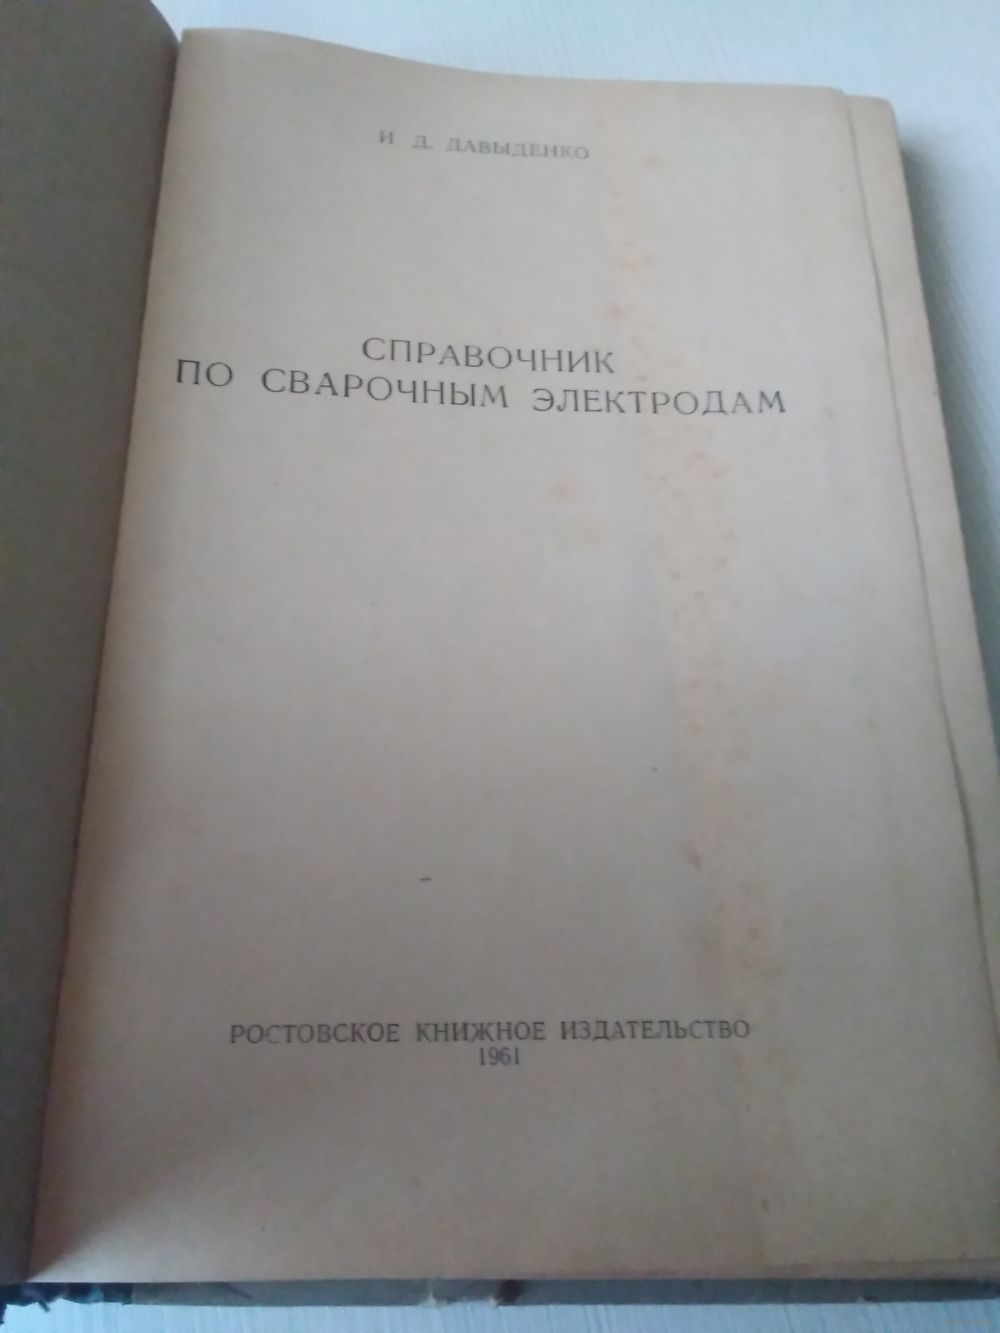 И. Д. ДАВЫДЕНКО
СПРАВОЧНИК
ПО СВАРОЧНЫМ ЭЛЕКТРОДАМ
РОСТОВСКОЕ КНИЖНОЕ ИЗДАТЕЛЬСТВО
1961